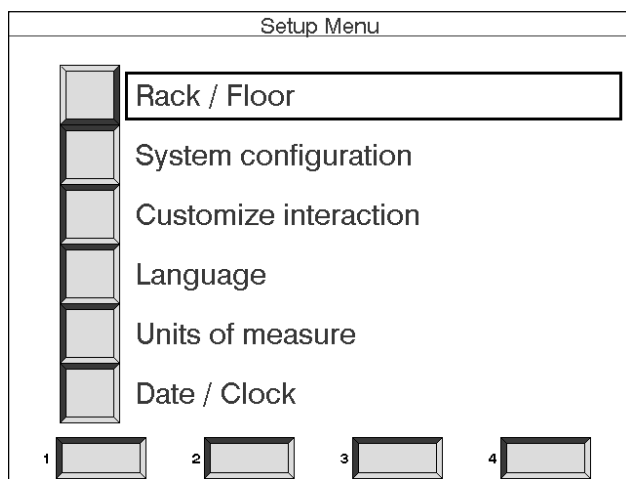 Setup Menu
Rack / Floor
System configuration
Customize interaction
Language
Units of measure
Date / Clock
1 2 3 4